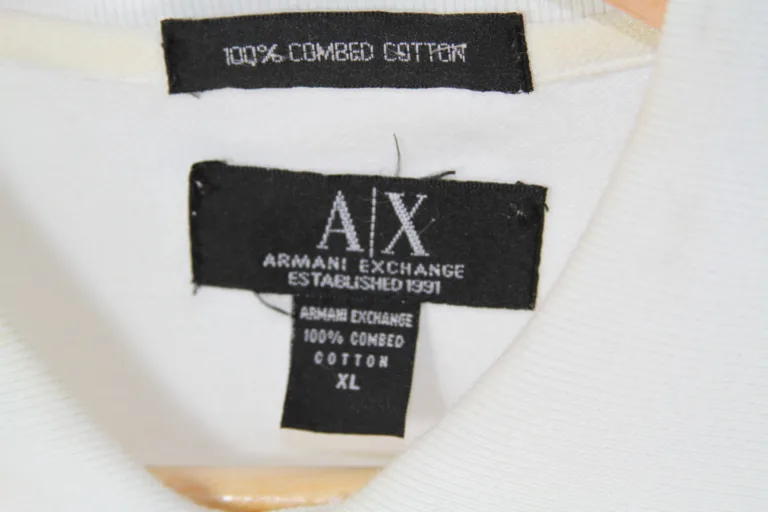 100% COMBED COTTON
A|X
ARMANI EXCHANGE
ESTABLISHED 1991
ARMANI EXCHANGE
100% COMBED
COTTON
XL